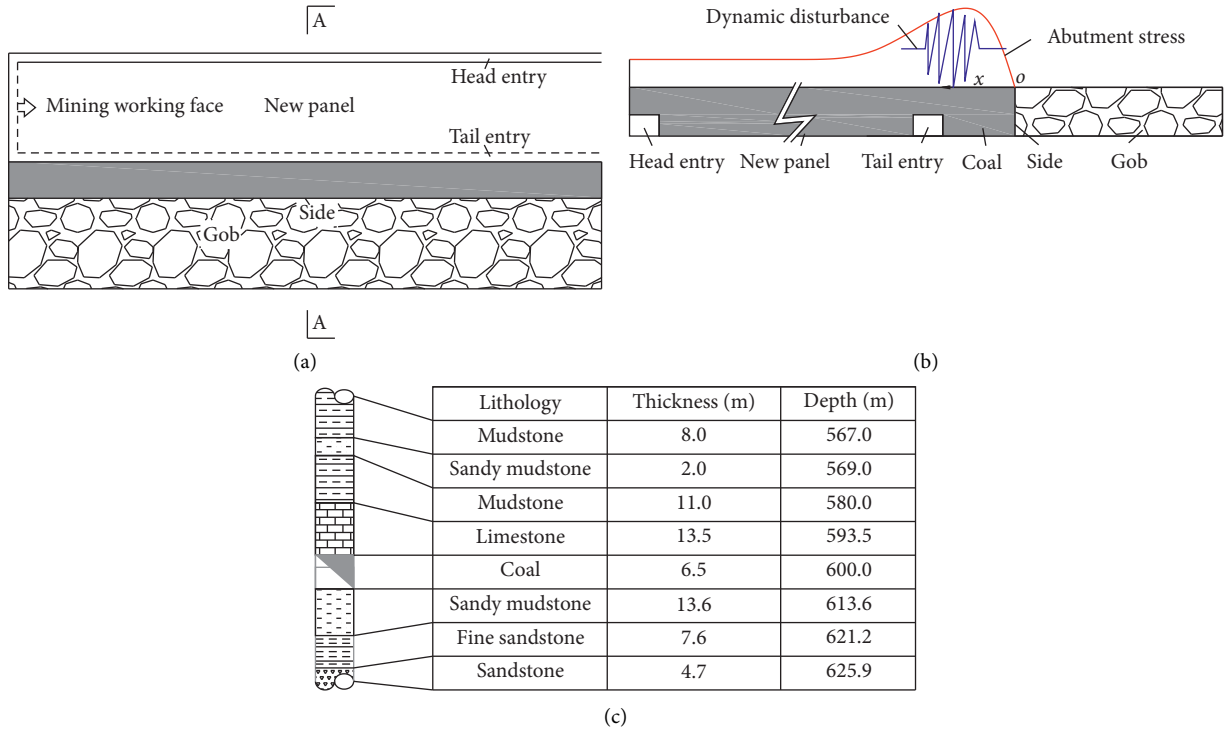 A
Head entry
Mining working face New panel
Tail entry
Side
Gob
A
(a)
Dynamic disturbance
Abutment stress
x o
Head entry New panel Tail entry Coal Side Gob
(b)
Lithology Thickness (m) Depth (m)
Mudstone 8.0 567.0
Sandy mudstone 2.0 569.0
Mudstone 11.0 580.0
Limestone 13.5 593.5
Coal 6.5 600.0
Sandy mudstone 13.6 613.6
Fine sandstone 7.6 621.2
Sandstone 4.7 625.9
(c)